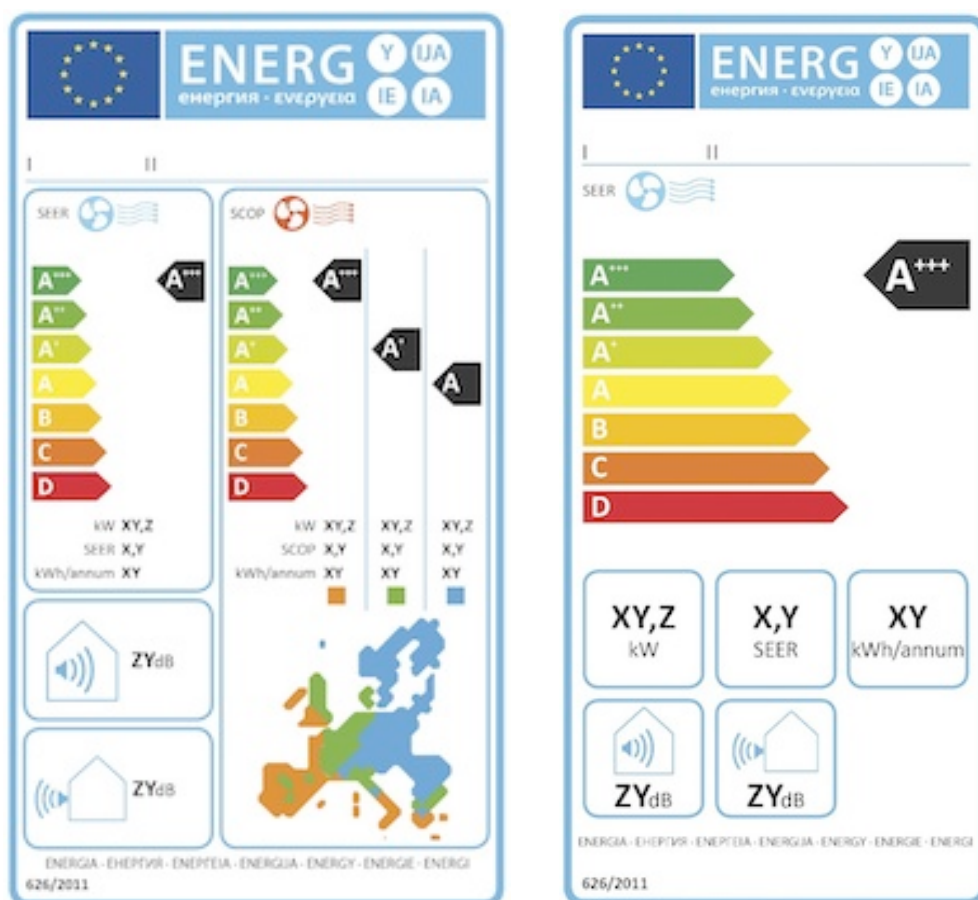 ENERG Y IJA
енергия · ενεργεια IE IA
I II
SEER
A+++ A+++
A++
A+
A
B
C
D
kW XY,Z
SEER X,Y
kWh/annum XY
SCOP
A+++ A+++
A++
A+ A+
A A
B
C
D
kW XY,Z XY,Z XY,Z
SCOP X,Y X,Y X,Y
kWh/annum XY XY XY
ZYdB
ZYdB
ENERGIA · ЕНЕРГИЯ · ΕΝΕΡΓΕΙΑ · ENERGIJA · ENERGY · ENERGIE · ENERGI
626/2011
ENERG Y IJA
енергия · ενεργεια IE IA
I II
SEER
A+++ A+++
A++
A+
A
B
C
D
XY,Z X,Y XY
kW SEER kWh/annum
ZYdB ZYdB
ENERGIA · ЕНЕРГИЯ · ΕΝΕΡΓΕΙΑ · ENERGIJA · ENERGY · ENERGIE · ENERGI
626/2011